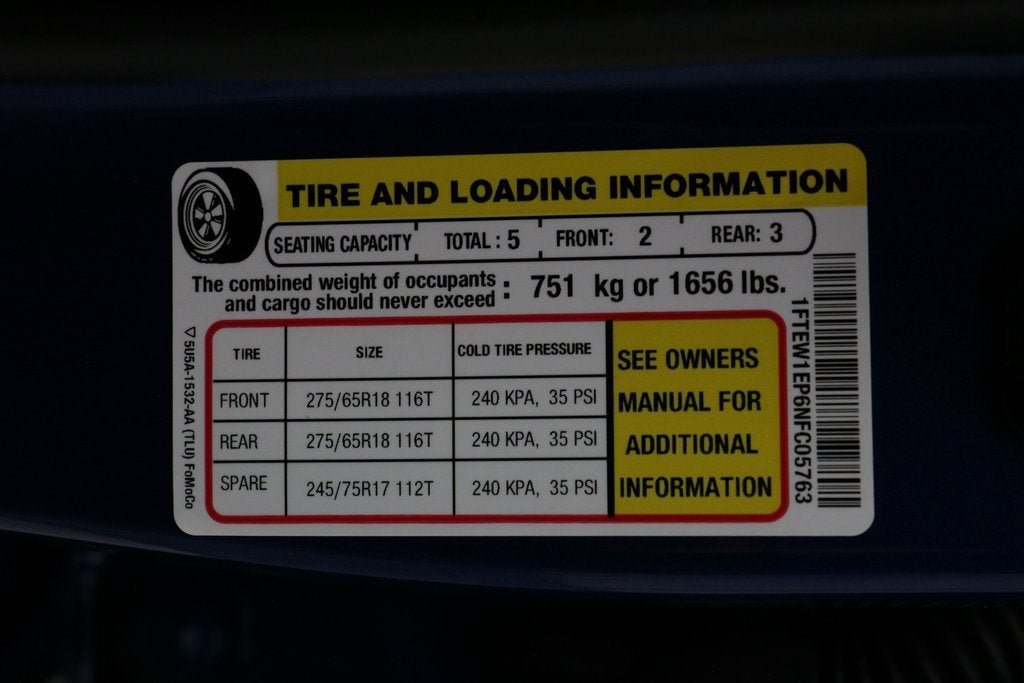 TIRE AND LOADING INFORMATION
SEATING CAPACITY TOTAL : 5 FRONT: 2 REAR: 3
The combined weight of occupants
and cargo should never exceed : 751 kg or 1656 lbs.
TIRE SIZE COLD TIRE PRESSURE
FRONT 275/65R18 116T 240 KPA, 35 PSI
REAR 275/65R18 116T 240 KPA, 35 PSI
SPARE 245/75R17 112T 240 KPA, 35 PSI
SEE OWNERS
MANUAL FOR
ADDITIONAL
INFORMATION
1FTEW1EP6NFC05763
5U5A-1532-AA (TLU) FoMoCo